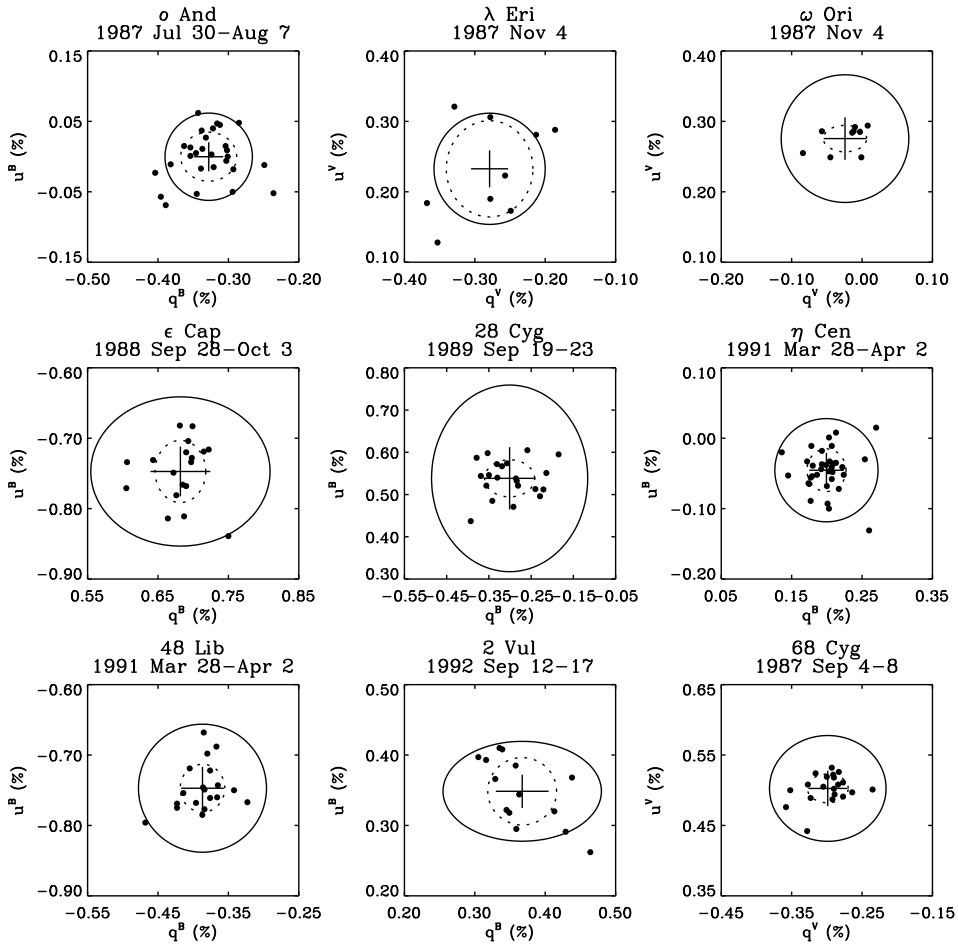 o And
1987 Jul 30-Aug 7
0.15
0.05
-0.05
-0.15
u^B (%)
-0.50 -0.40 -0.30 -0.20
q^B (%)
λ Eri
1987 Nov 4
0.40
0.30
0.20
0.10
u^V (%)
-0.40 -0.30 -0.20 -0.10
q^V (%)
ω Ori
1987 Nov 4
0.40
0.30
0.20
0.10
u^V (%)
-0.20 -0.10 0.00 0.10
q^V (%)
ϵ Cap
1988 Sep 28-Oct 3
-0.60
-0.70
-0.80
-0.90
u^B (%)
0.55 0.65 0.75 0.85
q^B (%)
28 Cyg
1989 Sep 19-23
0.80
0.70
0.60
0.50
0.40
0.30
u^B (%)
-0.55-0.45-0.35-0.25-0.15-0.05
q^B (%)
η Cen
1991 Mar 28-Apr 2
0.10
0.00
-0.10
-0.20
u^B (%)
0.05 0.15 0.25 0.35
q^B (%)
48 Lib
1991 Mar 28-Apr 2
-0.60
-0.70
-0.80
-0.90
u^B (%)
-0.55 -0.45 -0.35 -0.25
q^B (%)
2 Vul
1992 Sep 12-17
0.50
0.40
0.30
0.20
u^B (%)
0.20 0.30 0.40 0.50
q^B (%)
68 Cyg
1987 Sep 4-8
0.65
0.55
0.45
0.35
u^V (%)
-0.45 -0.35 -0.25 -0.15
q^V (%)